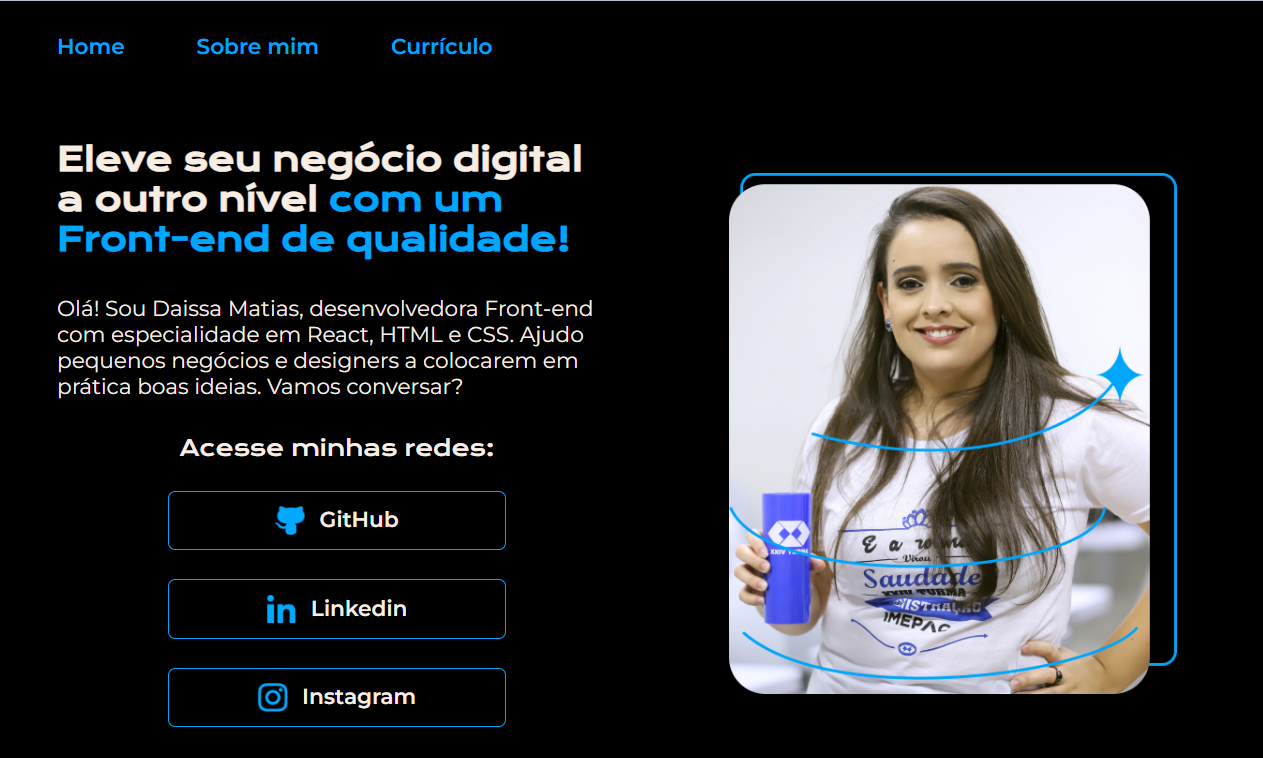 Home Sobre mim Currículo
Eleve seu negócio digital
a outro nível com um
Front-end de qualidade!
Olá! Sou Daissa Matias, desenvolvedora Front-end
com especialidade em React, HTML e CSS. Ajudo
pequenos negócios e designers a colocarem em
prática boas ideias. Vamos conversar?
Acesse minhas redes:
GitHub
Linkedin
Instagram
XXIV TURMA
E a
Virou
Saudade
XXIV TURMA
IMEPAC